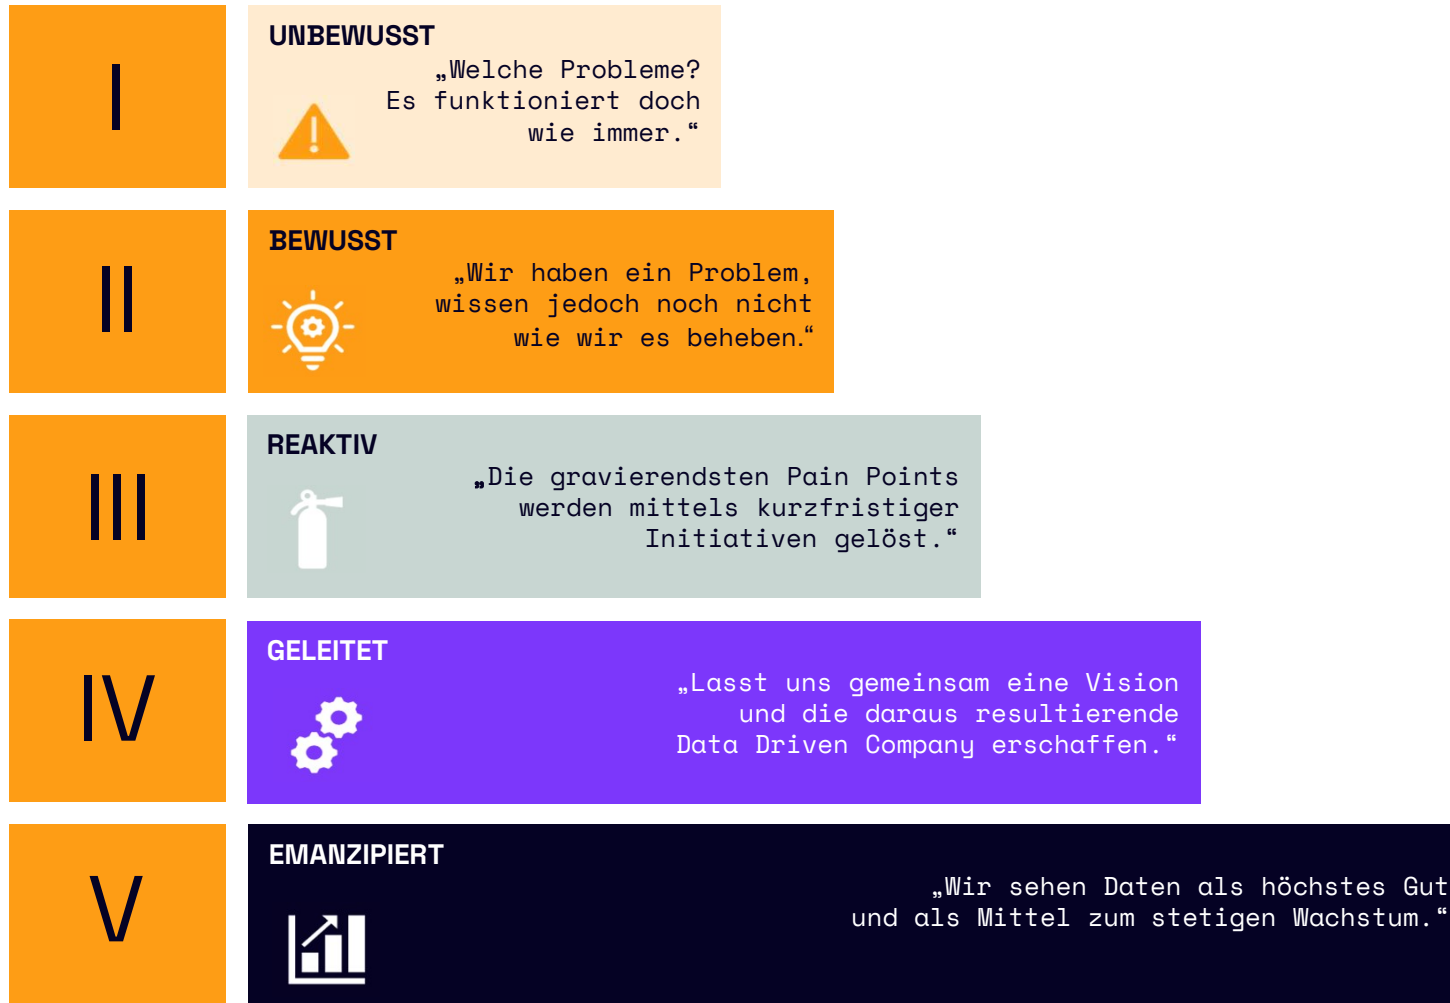 I
UNBEWUSST
„Welche Probleme?
Es funktioniert doch
wie immer.“
II
BEWUSST
„Wir haben ein Problem,
wissen jedoch noch nicht
wie wir es beheben.“
III
REAKTIV
„Die gravierendsten Pain Points
werden mittels kurzfristiger
Initiativen gelöst.“
IV
GELEITET
„Lasst uns gemeinsam eine Vision
und die daraus resultierende
Data Driven Company erschaffen.“
V
EMANZIPIERT
„Wir sehen Daten als höchstes Gut
und als Mittel zum stetigen Wachstum.“